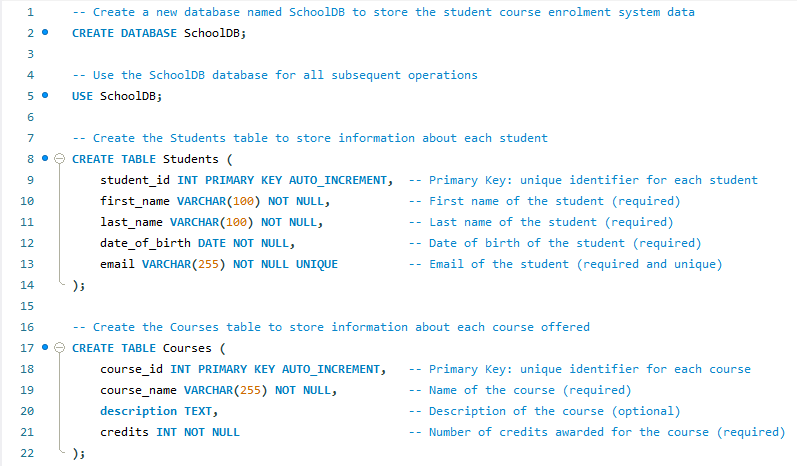 1 -- Create a new database named SchoolDB to store the student course enrolment system data
2 CREATE DATABASE SchoolDB;
3
4 -- Use the SchoolDB database for all subsequent operations
5 USE SchoolDB;
6
7 -- Create the Students table to store information about each student
8 CREATE TABLE Students (
9 student_id INT PRIMARY KEY AUTO_INCREMENT, -- Primary Key: unique identifier for each student
10 first_name VARCHAR(100) NOT NULL, -- First name of the student (required)
11 last_name VARCHAR(100) NOT NULL, -- Last name of the student (required)
12 date_of_birth DATE NOT NULL, -- Date of birth of the student (required)
13 email VARCHAR(255) NOT NULL UNIQUE -- Email of the student (required and unique)
14 );
15
16 -- Create the Courses table to store information about each course offered
17 CREATE TABLE Courses (
18 course_id INT PRIMARY KEY AUTO_INCREMENT, -- Primary Key: unique identifier for each course
19 course_name VARCHAR(255) NOT NULL, -- Name of the course (required)
20 description TEXT, -- Description of the course (optional)
21 credits INT NOT NULL -- Number of credits awarded for the course (required)
22 );